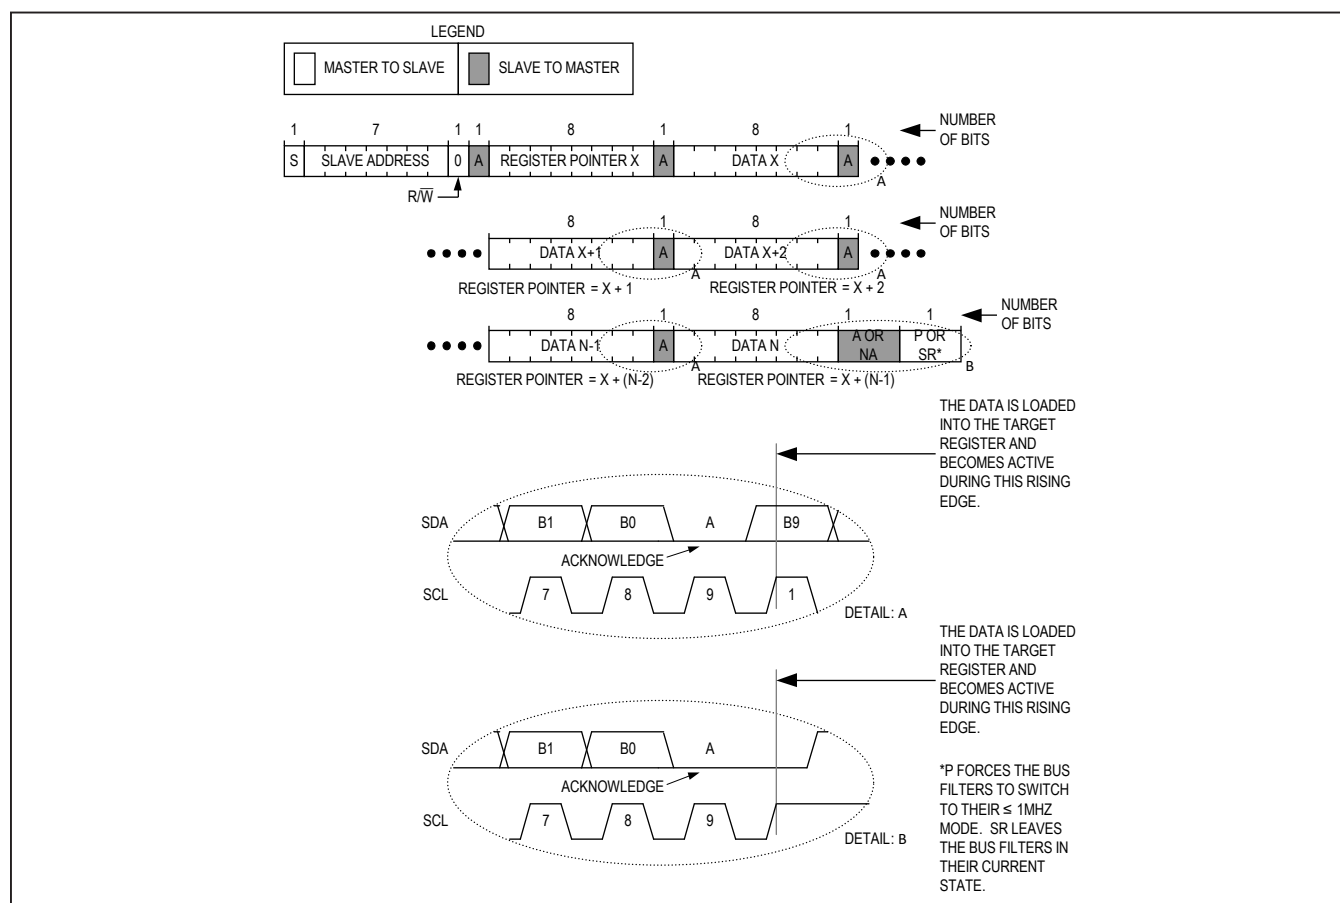 LEGEND
MASTER TO SLAVE
SLAVE TO MASTER
1 7 1 1 8 1 8 1
NUMBER
OF BITS
S SLAVE ADDRESS 0 A REGISTER POINTER X A DATA X A
A
R/W̅
8 1 8 1
NUMBER
OF BITS
DATA X+1 A DATA X+2 A
A A
REGISTER POINTER = X + 1 REGISTER POINTER = X + 2
8 1 8 1 1
NUMBER
OF BITS
DATA N-1 A DATA N A OR
NA
P OR
SR*
A B
REGISTER POINTER = X + (N-2) REGISTER POINTER = X + (N-1)
THE DATA IS LOADED
INTO THE TARGET
REGISTER AND
BECOMES ACTIVE
DURING THIS RISING
EDGE.
SDA B1 B0 A B9
ACKNOWLEDGE
SCL 7 8 9 1
DETAIL: A
THE DATA IS LOADED
INTO THE TARGET
REGISTER AND
BECOMES ACTIVE
DURING THIS RISING
EDGE.
SDA B1 B0 A
ACKNOWLEDGE
SCL 7 8 9
DETAIL: B
*P FORCES THE BUS
FILTERS TO SWITCH
TO THEIR ≤ 1MHZ
MODE. SR LEAVES
THE BUS FILTERS IN
THEIR CURRENT
STATE.